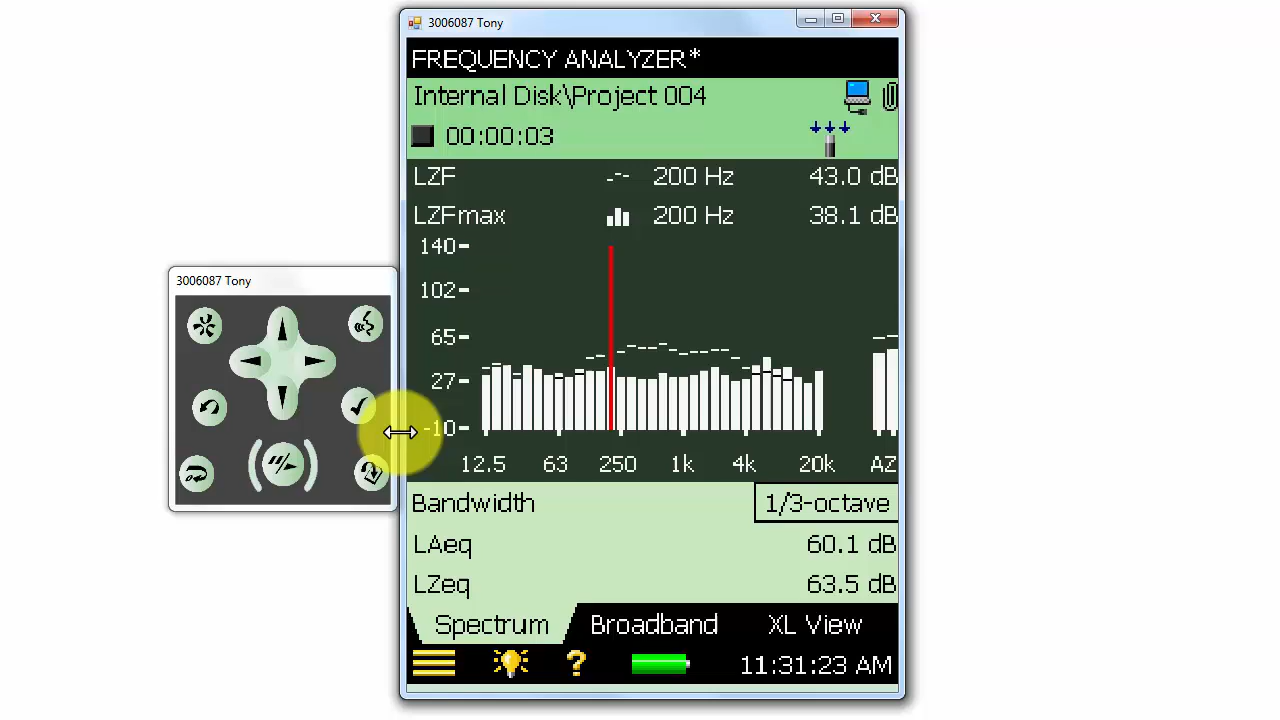 3006087 Tony
FREQUENCY ANALYZER*
Internal Disk\Project 004
00:00:03
LZF 200 Hz 43.0 dB
LZFmax 200 Hz 38.1 dB
140
102
65
27
-10
12.5 63 250 1k 4k 20k AZ
Bandwidth 1/3-octave
LAeq 60.1 dB
LZeq 63.5 dB
Spectrum Broadband XL View
? 11:31:23 AM
3006087 Tony